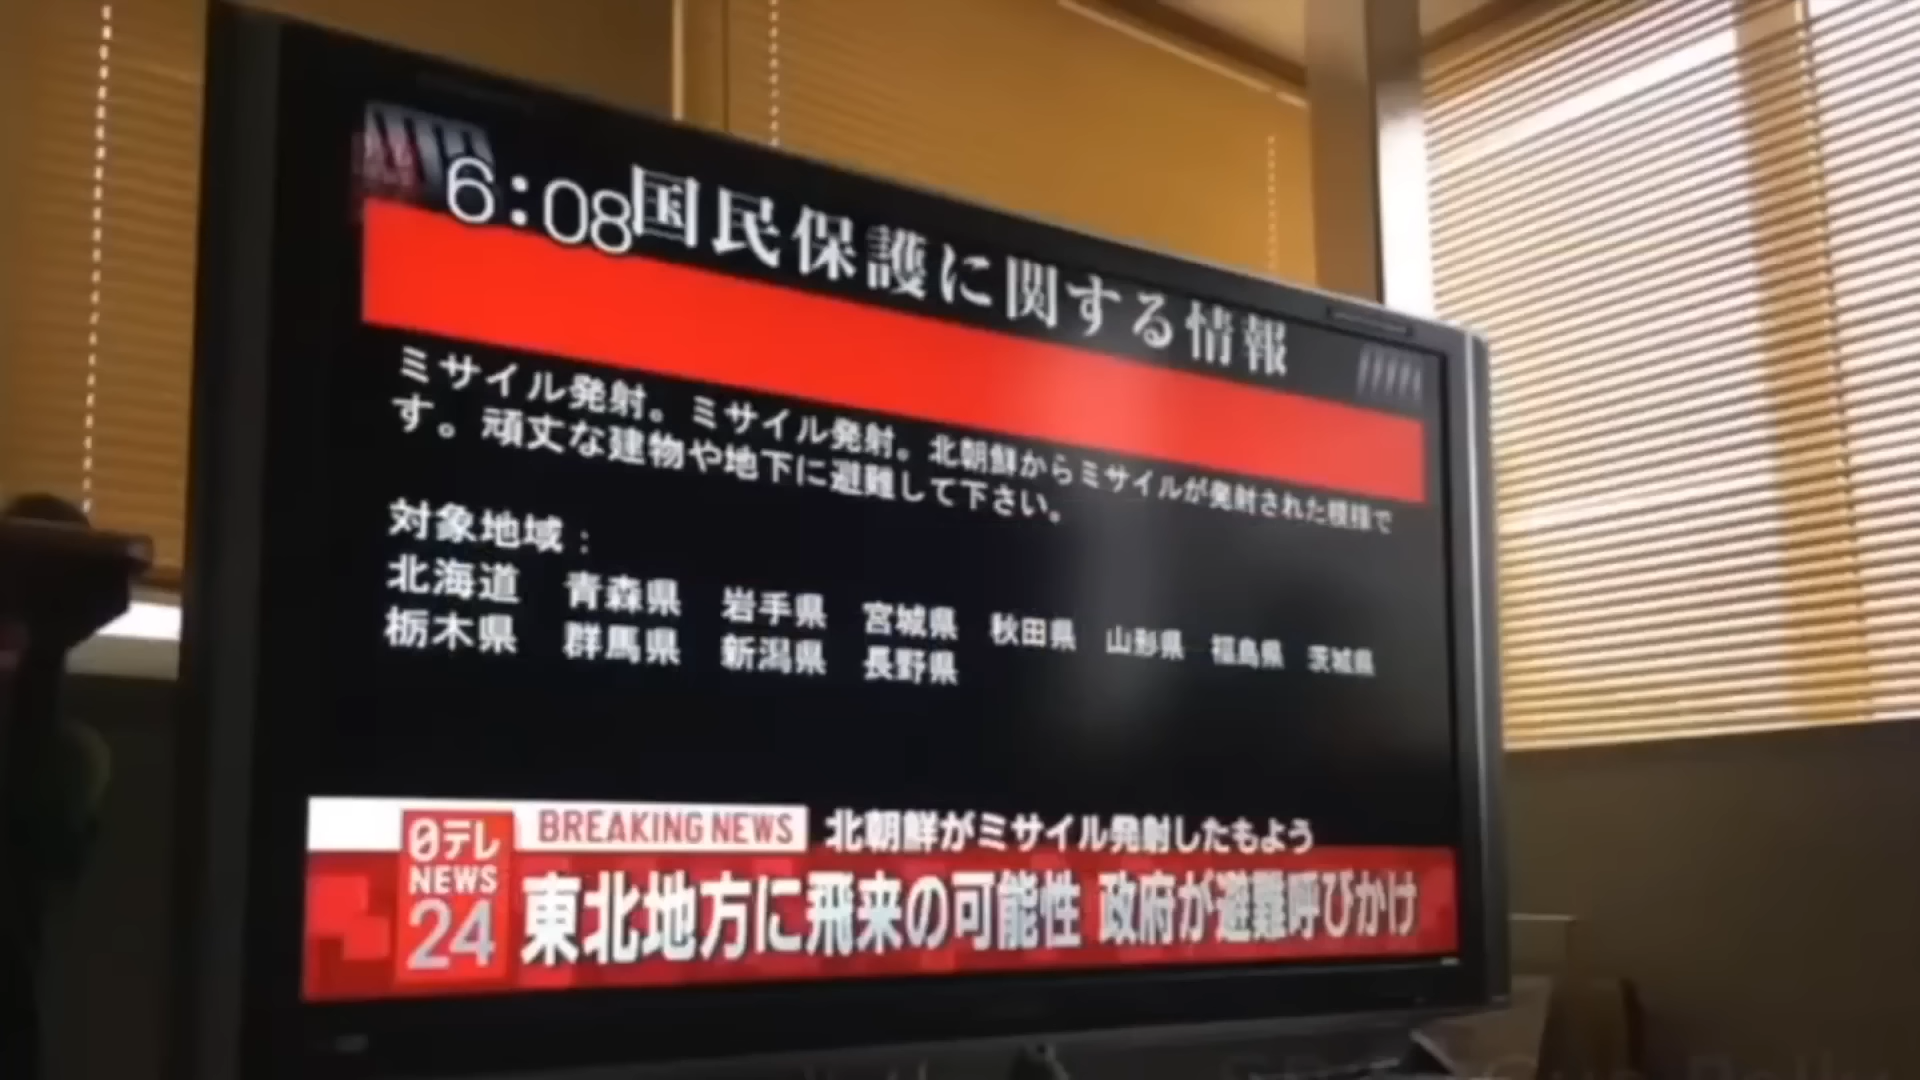 6:08
国民保護に関する情報
ミサイル発射。ミサイル発射。北朝鮮からミサイルが発射された模様で
す。頑丈な建物や地下に避難して下さい。
対象地域：
北海道　青森県　岩手県　宮城県　秋田県　山形県　福島県　茨城県
栃木県　群馬県　新潟県　長野県
日テレ
NEWS
24
BREAKING NEWS 北朝鮮がミサイル発射したもよう
東北地方に飛来の可能性 政府が避難呼びかけ